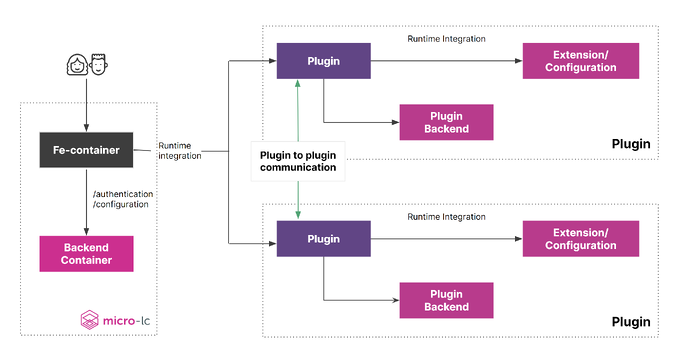 Fe-container
/authentication
/configuration
Backend
Container
micro-lc
Runtime
integration
Plugin
Runtime Integration
Extension/
Configuration
Plugin
Backend
Plugin
Plugin to plugin
communication
Plugin
Runtime Integration
Extension/
Configuration
Plugin
Backend
Plugin